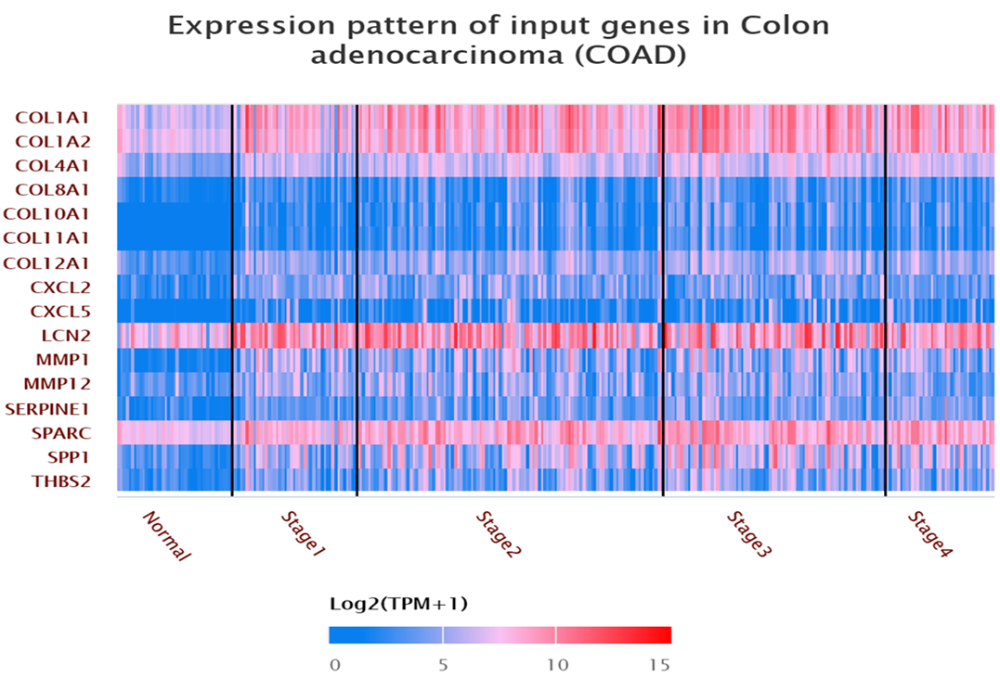 Expression pattern of input genes in Colon
adenocarcinoma (COAD)
COL1A1
COL1A2
COL4A1
COL8A1
COL10A1
COL11A1
COL12A1
CXCL2
CXCL5
LCN2
MMP1
MMP12
SERPINE1
SPARC
SPP1
THBS2
Normal
Stage1
Stage2
Stage3
Stage4
Log2(TPM+1)
0 5 10 15